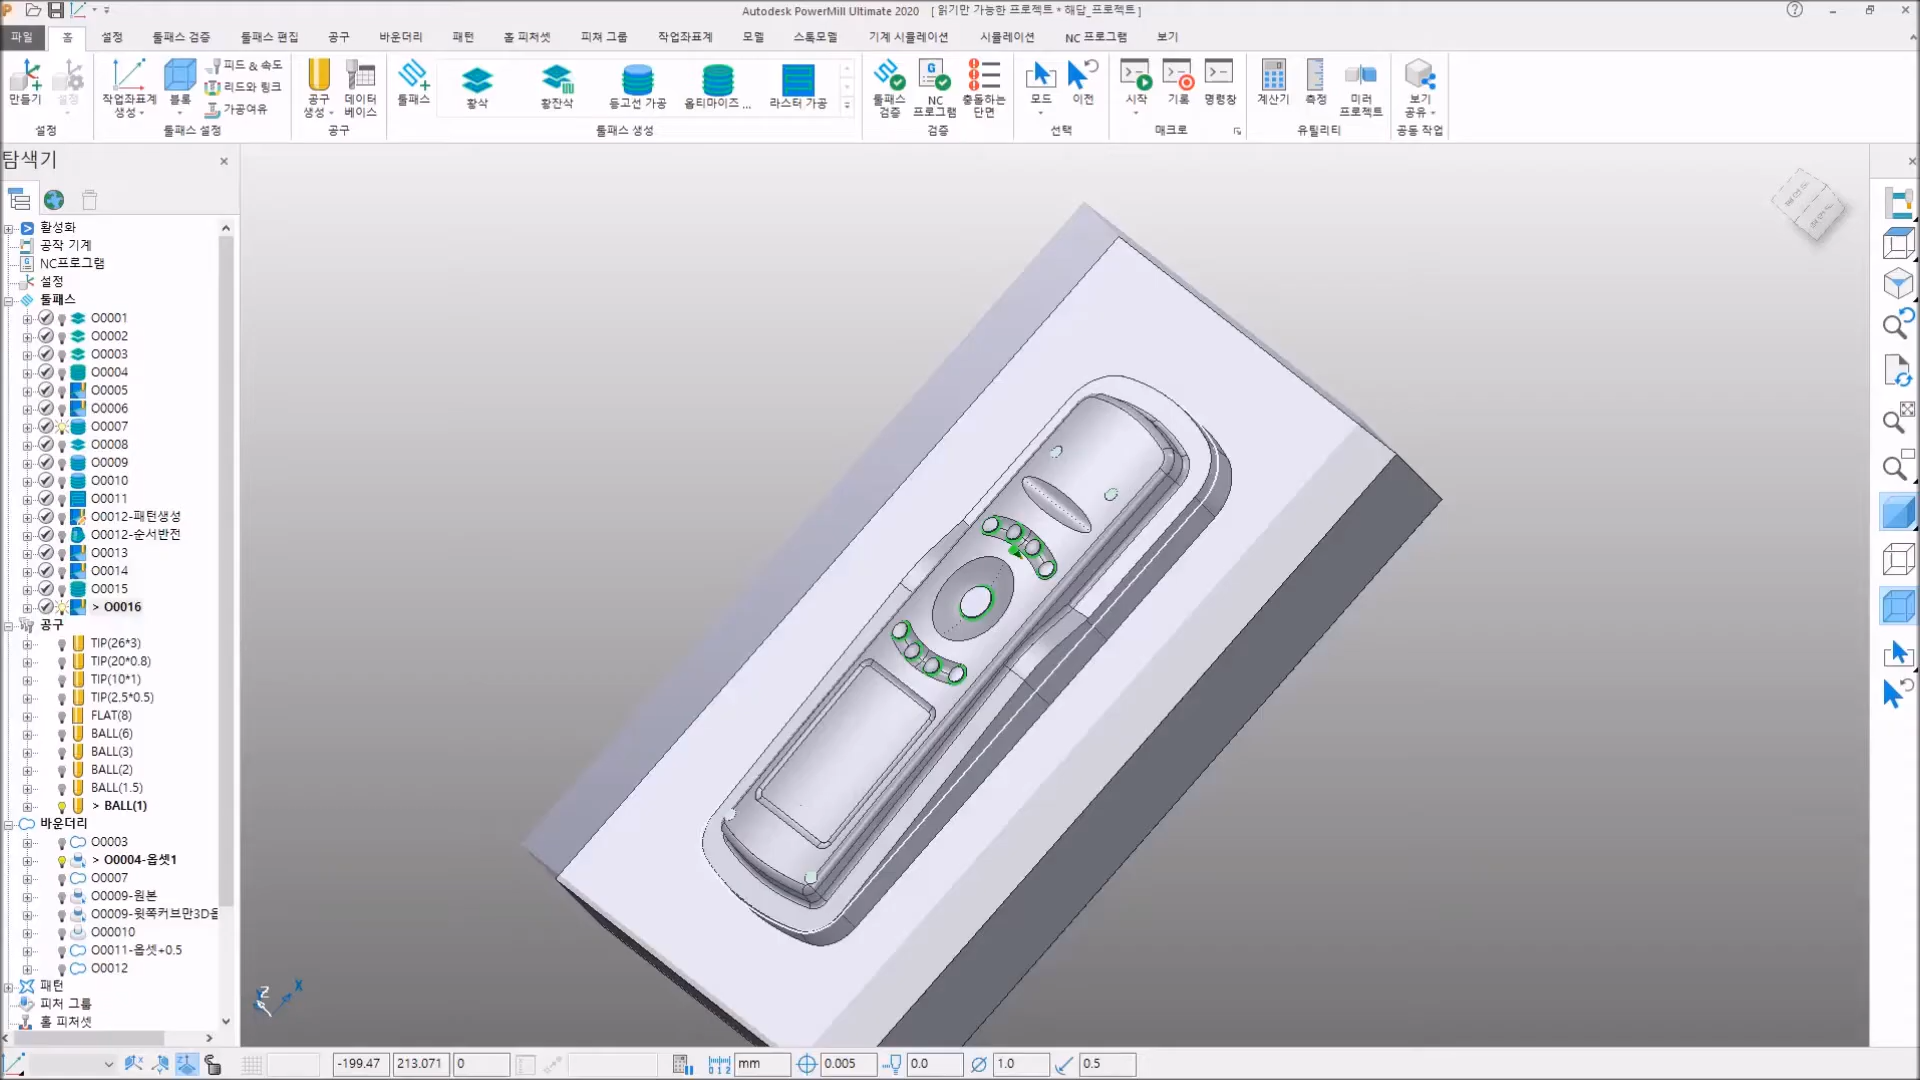 Autodesk PowerMill Ultimate 2020 [ 읽기만 가능한 프로젝트 * 해답_프로젝트 ]
파일 홈 설정 툴패스 검증 툴패스 편집 공구 바운더리 패턴 홀 피처셋 피쳐 그룹 작업좌표계 모델 스톡모델 기계 시뮬레이션 시뮬레이션 NC 프로그램 보기
만들기
설정
설정
작업좌표계 생성
블록
피드 & 속도
리드와 링크
가공여유
툴패스 설정
공구 생성
데이터 베이스
공구
툴패스
황삭
황잔삭
등고선 가공
옵티마이즈 ...
라스터 가공
툴패스 생성
툴패스 검증
NC 프로그램
충돌하는 단면
검증
모드
이전
선택
시작
기록
명령창
매크로
계산기
측정
미러 프로젝트
유틸리티
보기 공유
공동 작업
탐색기
활성화
공작 기계
NC프로그램
설정
툴패스
O0001
O0002
O0003
O0004
O0005
O0006
O0007
O0008
O0009
O0010
O0011
O0012-패턴생성
O0012-순서반전
O0013
O0014
O0015
> O0016
공구
TIP(26*3)
TIP(20*0.8)
TIP(10*1)
TIP(2.5*0.5)
FLAT(8)
BALL(6)
BALL(3)
BALL(2)
BALL(1.5)
> BALL(1)
바운더리
O0003
> O0004-옵셋1
O0007
O0009-원본
O0009-윗쪽커브만3D옵
O00010
O0011-옵셋+0.5
O0012
패턴
피처 그룹
홀 피처셋
Z X
-199.47 213.071 0 mm 0.005 0.0 1.0 0.5